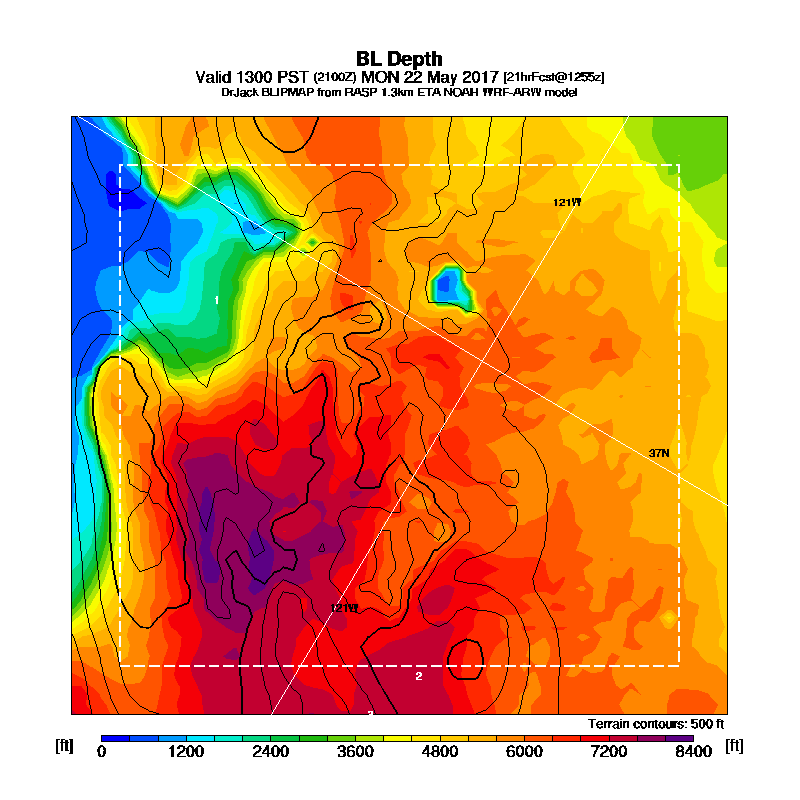 BL Depth
Valid 1300 PST (2100Z) MON 22 May 2017 [21hrFcst@1255z]
DrJack BLIPMAP from RASP 1.3km ETA NOAH WRF-ARW model
121W
1
37N
121W
2
Terrain contours: 500 ft
[ft] 0 1200 2400 3600 4800 6000 7200 8400 [ft]